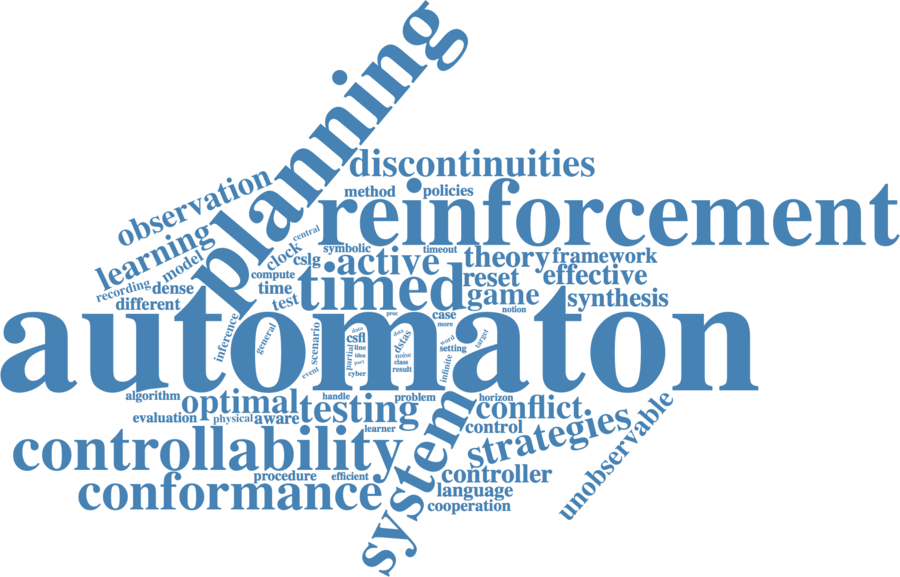 planning
discontinuities
observation
method
policies
reinforcement
learning
central
clock
symbolic
timeout
model
cslg
active
theory
framework
recording
dense
compute
time
timed
reset
effective
different
test
game
synthesis
notion
automaton
inference
general
scenario
event
proc
data
csfl
line
idea
part
partial
cyber
data
dstas
noise
class
result
case
more
word
setting
target
infinite
algorithm
optimal
handle
testing
problem
horizon
conflict
evaluation
physical
aware
learner
control
strategies
unobservable
controllability
system
procedure
efficient
controller
conformance
language
cooperation